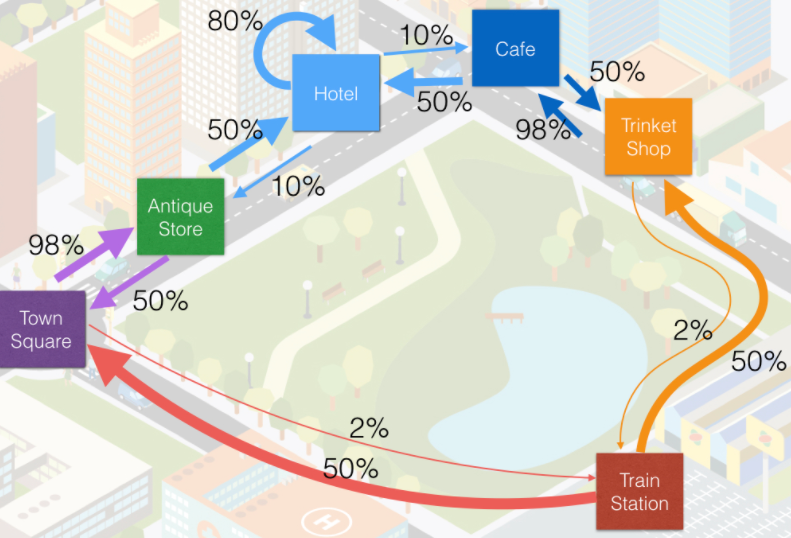 80%
10%
Cafe
50%
Hotel
50%
50%
98%
Trinket
Shop
10%
Antique
Store
98%
50%
Town
Square
2%
50%
2%
50%
Train
Station
H